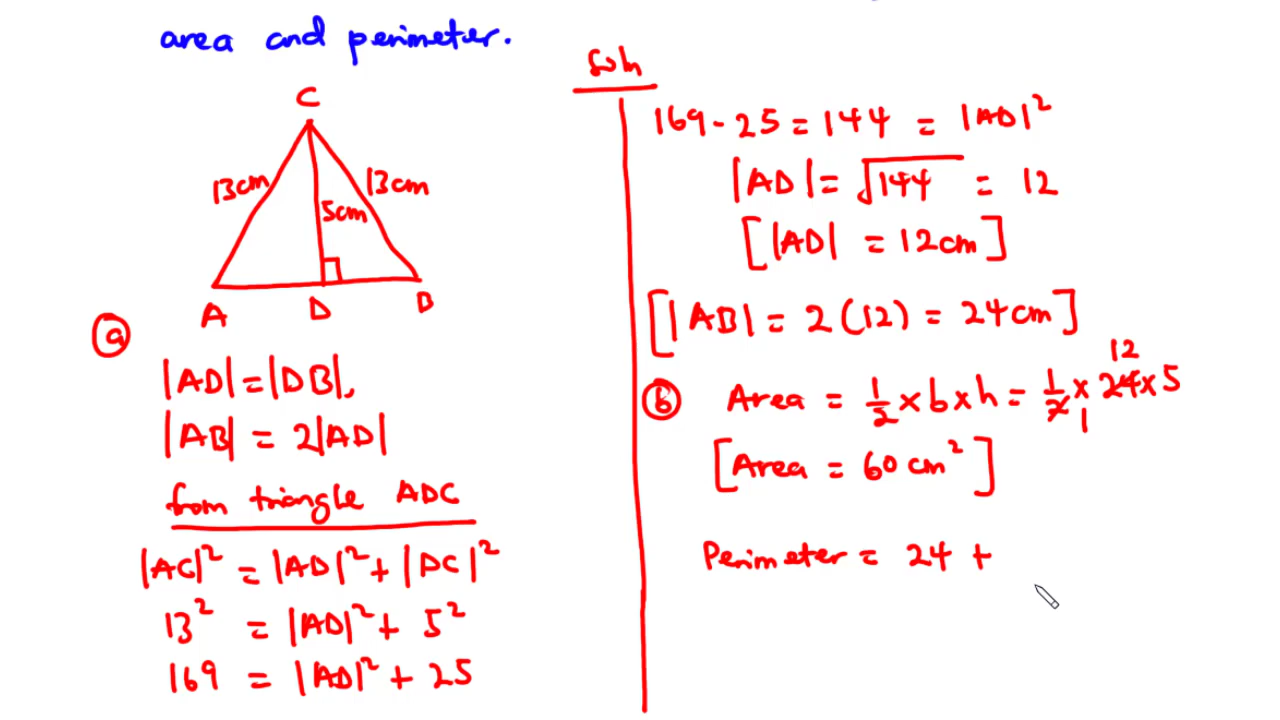 area and perimeter.
Soln
C
13cm
13cm
5cm
A
D
B
ⓐ
|AD| = |DB|,
|AB| = 2|AD|
from triangle ADC
|AC|² = |AD|² + |DC|²
13² = |AD|² + 5²
169 = |AD|² + 25
169 - 25 = 144 = |AD|²
|AD| = √144 = 12
[|AD| = 12cm]
[|AB| = 2(12) = 24cm]
ⓑ Area = 1/2 × b × h = 1/2 × 24 × 5
12
1
[Area = 60cm²]
Perimeter = 24 +